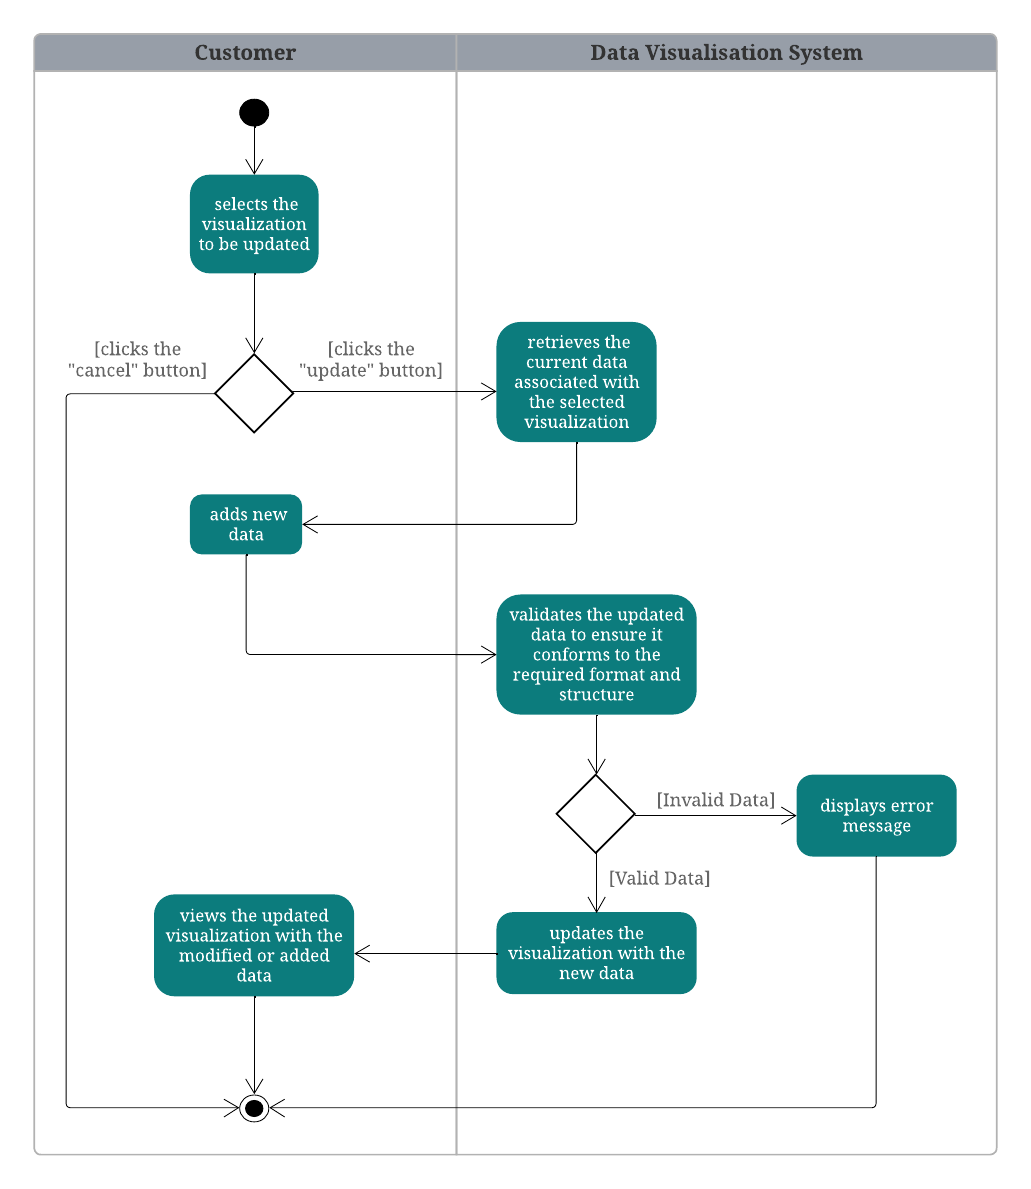 Customer
Data Visualisation System
selects the
visualization
to be updated
[clicks the
"cancel" button]
[clicks the
"update" button]
retrieves the
current data
associated with
the selected
visualization
adds new
data
validates the updated
data to ensure it
conforms to the
required format and
structure
[Invalid Data]
displays error
message
[Valid Data]
views the updated
visualization with the
modified or added
data
updates the
visualization with the
new data